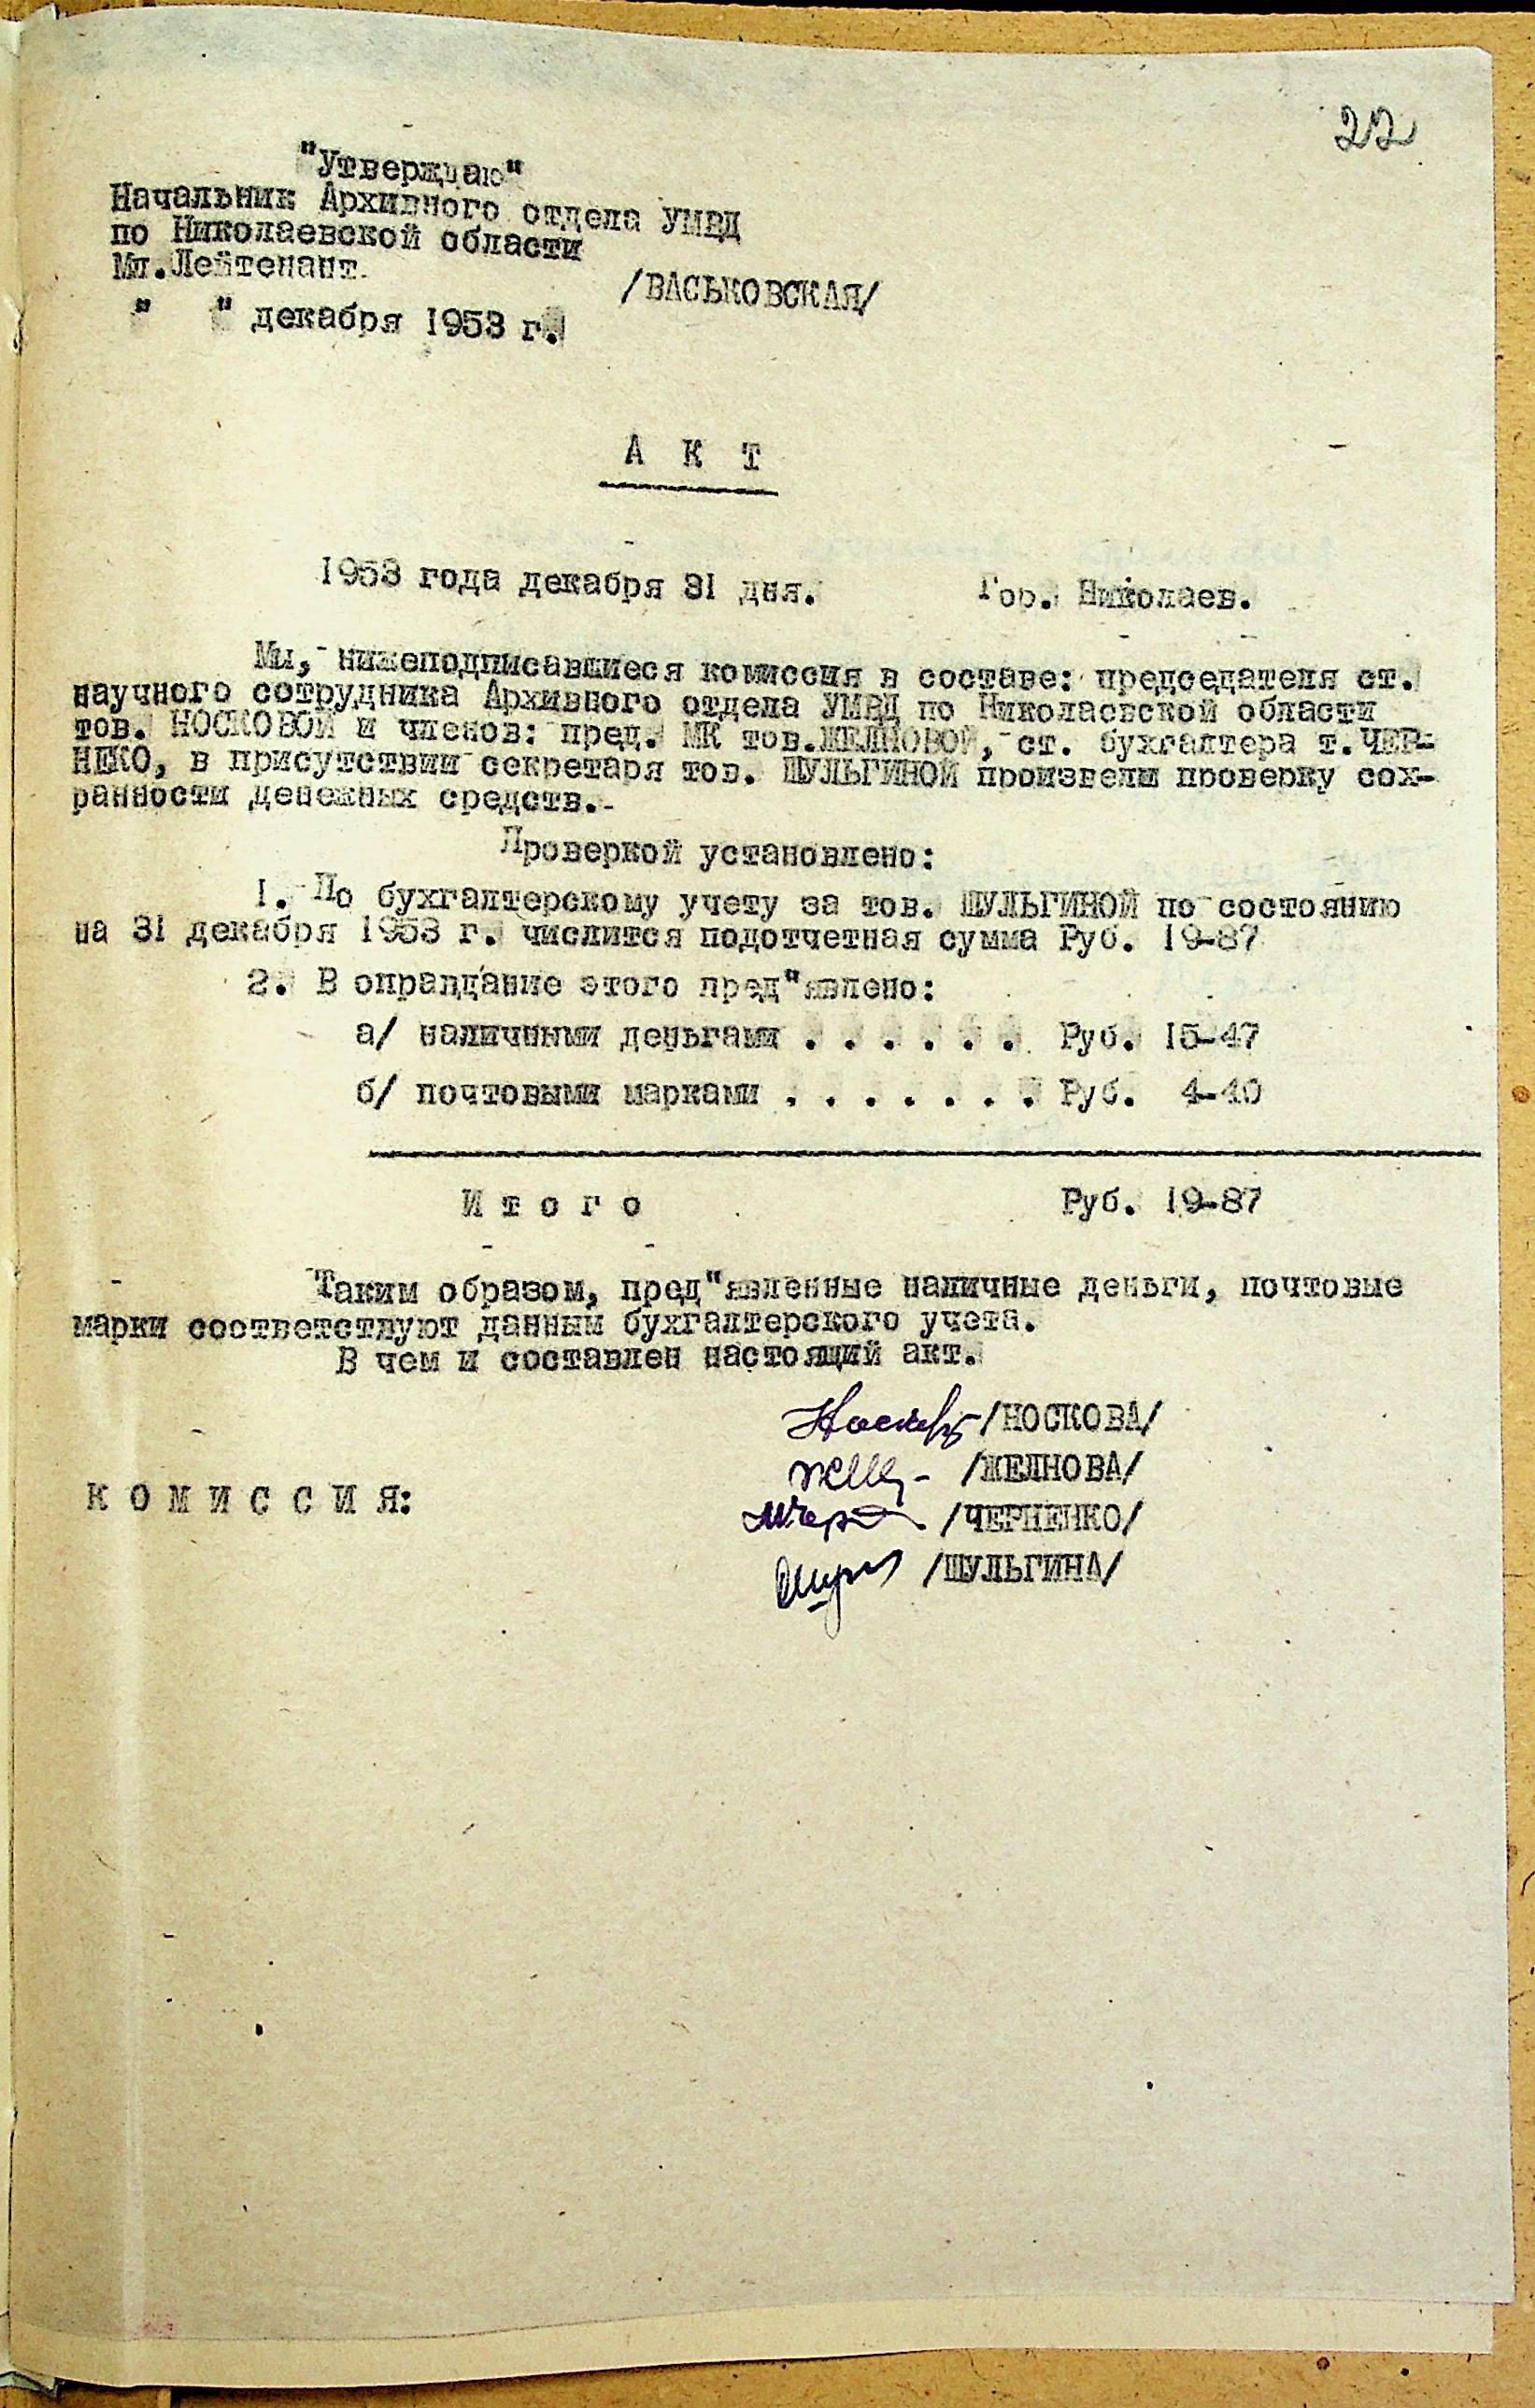 22
"Утверждаю"
Начальник Архивного отдела УМВД
по Николаевской области
Мл.Лейтенант
/ВАСЬКОВСКАЯ/
" " декабря 1953 г.
А К Т
1953 года декабря 31 дня. Гор. Николаев.
Мы, нижеподписавшиеся комиссия в составе: председателя ст.
научного сотрудника Архивного отдела УМВД по Николаевской области
тов. НОСКОВОЙ и членов: пред. МК тов.ЖЕЛНОВОЙ, ст. бухгалтера т.ЧЕР-
НЕКО, в присутствии секретаря тов. ШУЛЬГИНОЙ произвели проверку сох-
ранности денежных средств.-
Проверкой установлено:
1. По бухгалтерскому учету за тов. ШУЛЬГИНОЙ по состоянию
на 31 декабря 1953 г. числится подотчетная сумма Руб. 19-87
2. В оправдание этого пред"явлено:
а/ наличными деньгами . . . . . . Руб. 15-47
б/ почтовыми марками . . . . . . . Руб. 4-40
И т о г о Руб. 19-87
Таким образом, пред"явленные наличные деньги, почтовые
марки соответствуют данным бухгалтерского учета.
В чем и составлен настоящий акт.
/НОСКОВА/
/ЖЕЛНОВА/
К О М И С С И Я:
/ЧЕРНЕНКО/
/ШУЛЬГИНА/